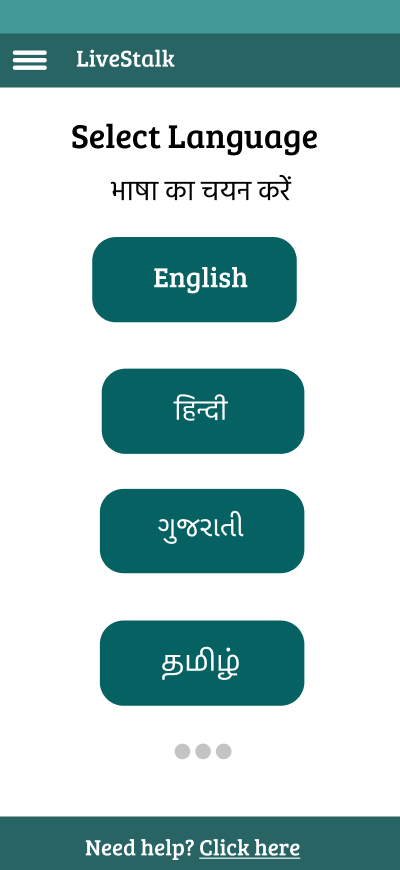 LiveStalk
Select Language
भाषा का चयन करें
English
हिन्दी
ગુજરાતી
தமிழ்
Need help? Click here